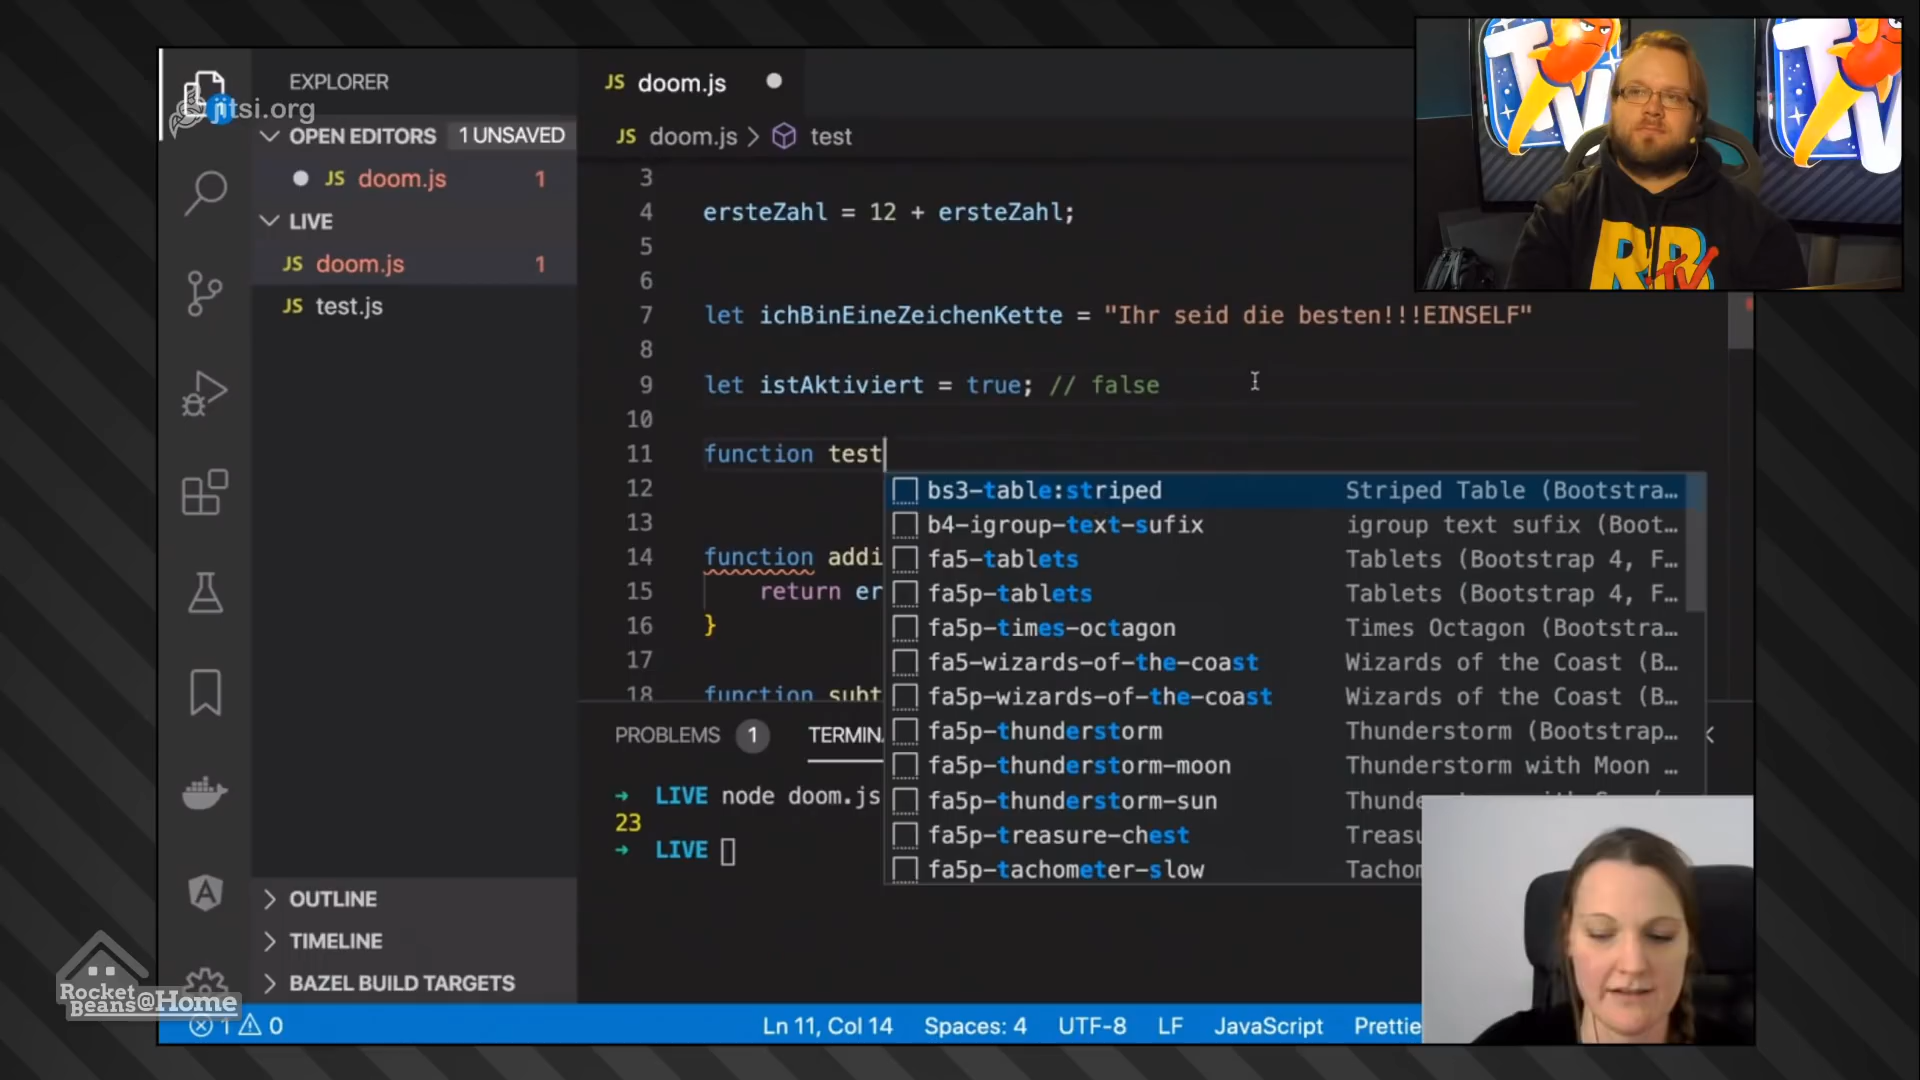 EXPLORER
jitsi.org
OPEN EDITORS 1 UNSAVED
JS doom.js 1
LIVE
JS doom.js 1
JS test.js
OUTLINE
TIMELINE
BAZEL BUILD TARGETS
JS doom.js
JS doom.js > test
3
4 ersteZahl = 12 + ersteZahl;
5
6
7 let ichBinEineZeichenKette = "Ihr seid die besten!!!EINSELF"
8
9 let istAktiviert = true; // false
10
11 function test
12
13
14 function addi
15 return er
16 }
17
18 function subt
bs3-table:striped Striped Table (Bootstra…
b4-igroup-text-sufix igroup text sufix (Boot…
fa5-tablets Tablets (Bootstrap 4, F…
fa5p-tablets Tablets (Bootstrap 4, F…
fa5p-times-octagon Times Octagon (Bootstra…
fa5-wizards-of-the-coast Wizards of the Coast (B…
fa5p-wizards-of-the-coast Wizards of the Coast (B…
fa5p-thunderstorm Thunderstorm (Bootstrap…
fa5p-thunderstorm-moon Thunderstorm with Moon …
fa5p-thunderstorm-sun Thunde
fa5p-treasure-chest Treasu
fa5p-tachometer-slow Tachom
PROBLEMS 1 TERMIN
→ LIVE node doom.js
23
→ LIVE
1 0 Ln 11, Col 14 Spaces: 4 UTF-8 LF JavaScript Prettie
Rocket
Beans@Home
TV
TV
RB
TV